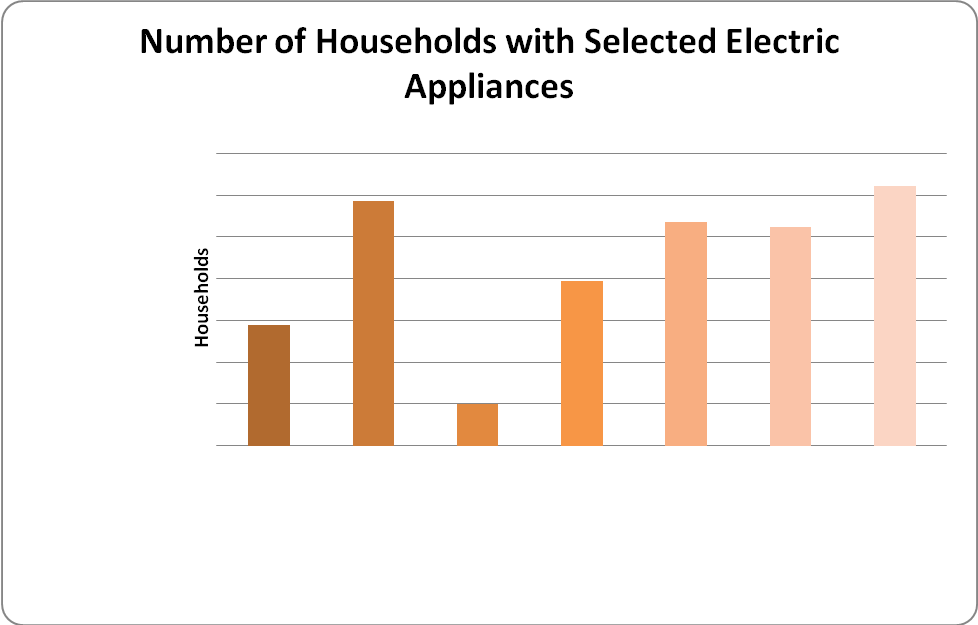 Number of Households with Selected Electric
Appliances
Households